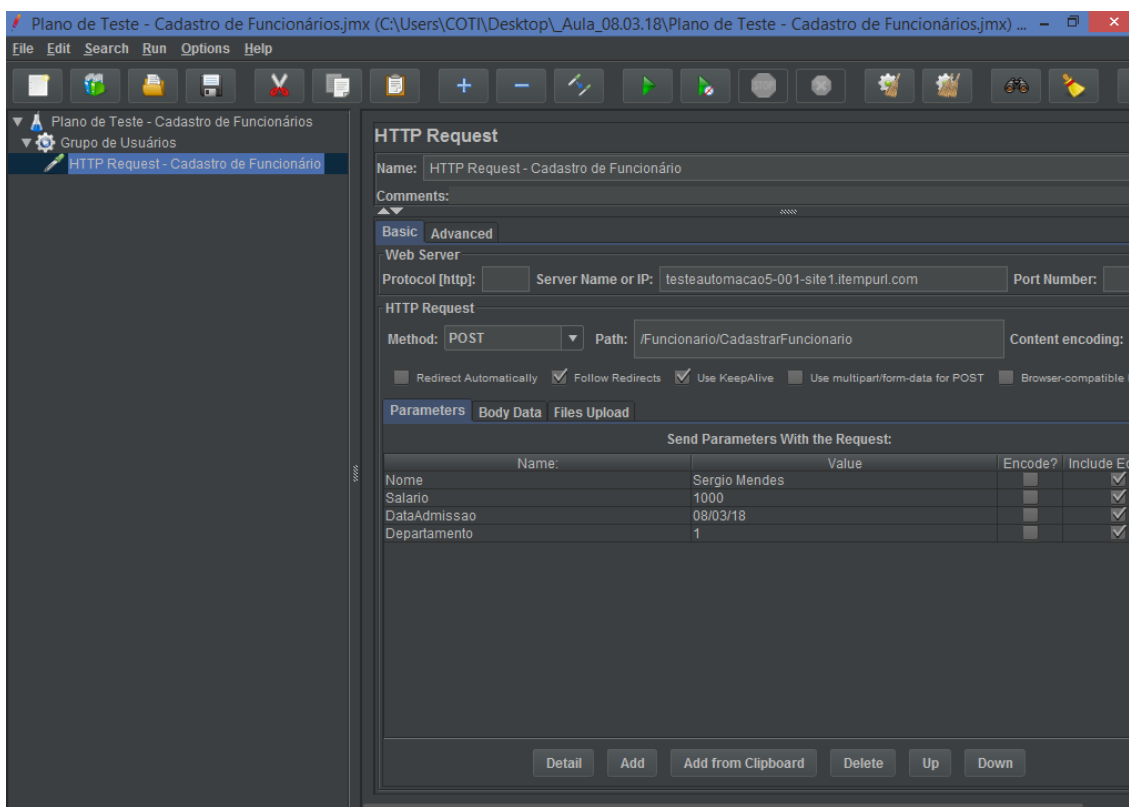 Plano de Teste - Cadastro de Funcionários.jmx (C:\Users\COTI\Desktop\_Aula_08.03.18\Plano de Teste - Cadastro de Funcionários.jmx) ...
File Edit Search Run Options Help
STOP
Plano de Teste - Cadastro de Funcionários
Grupo de Usuários
HTTP Request - Cadastro de Funcionário
HTTP Request
Name: HTTP Request - Cadastro de Funcionário
Comments:
Basic Advanced
Web Server
Protocol [http]: Server Name or IP: testeautomacao5-001-site1.itempurl.com Port Number:
HTTP Request
Method: POST Path: /Funcionario/CadastrarFuncionario Content encoding:
Redirect Automatically Follow Redirects Use KeepAlive Use multipart/form-data for POST Browser-compatible
Parameters Body Data Files Upload
Send Parameters With the Request:
Name: Value Encode? Include
Nome Sergio Mendes
Salario 1000
DataAdmissao 08/03/18
Departamento 1
Detail Add Add from Clipboard Delete Up Down